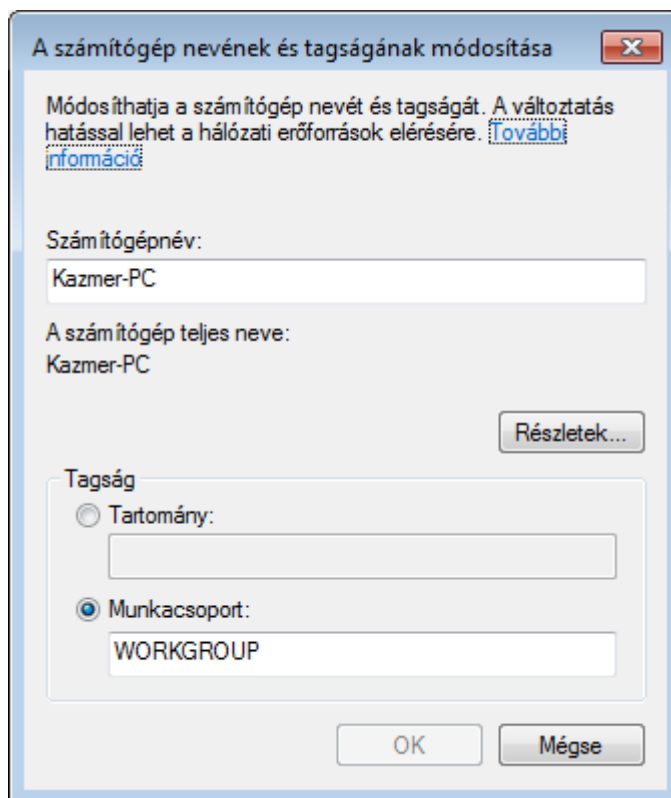 A számítógép nevének és tagságának módosítása
Módosíthatja a számítógép nevét és tagságát. A változtatás
hatással lehet a hálózati erőforrások elérésére. További
információ
Számítógépnév:
Kazmer-PC
A számítógép teljes neve:
Kazmer-PC
Részletek...
Tagság
Tartomány:
Munkacsoport:
WORKGROUP
OK
Mégse